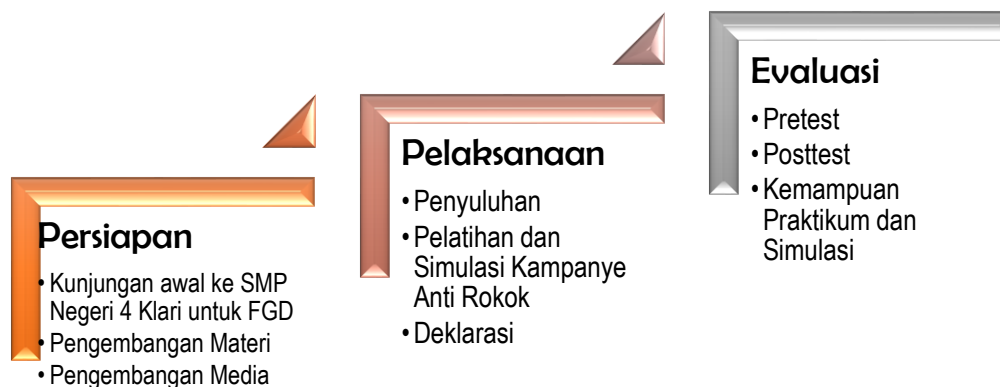 Persiapan
• Kunjungan awal ke SMP
Negeri 4 Klari untuk FGD
• Pengembangan Materi
• Pengembangan Media
Pelaksanaan
• Penyuluhan
• Pelatihan dan
Simulasi Kampanye
Anti Rokok
• Deklarasi
Evaluasi
• Pretest
• Posttest
• Kemampuan
Praktikum dan
Simulasi